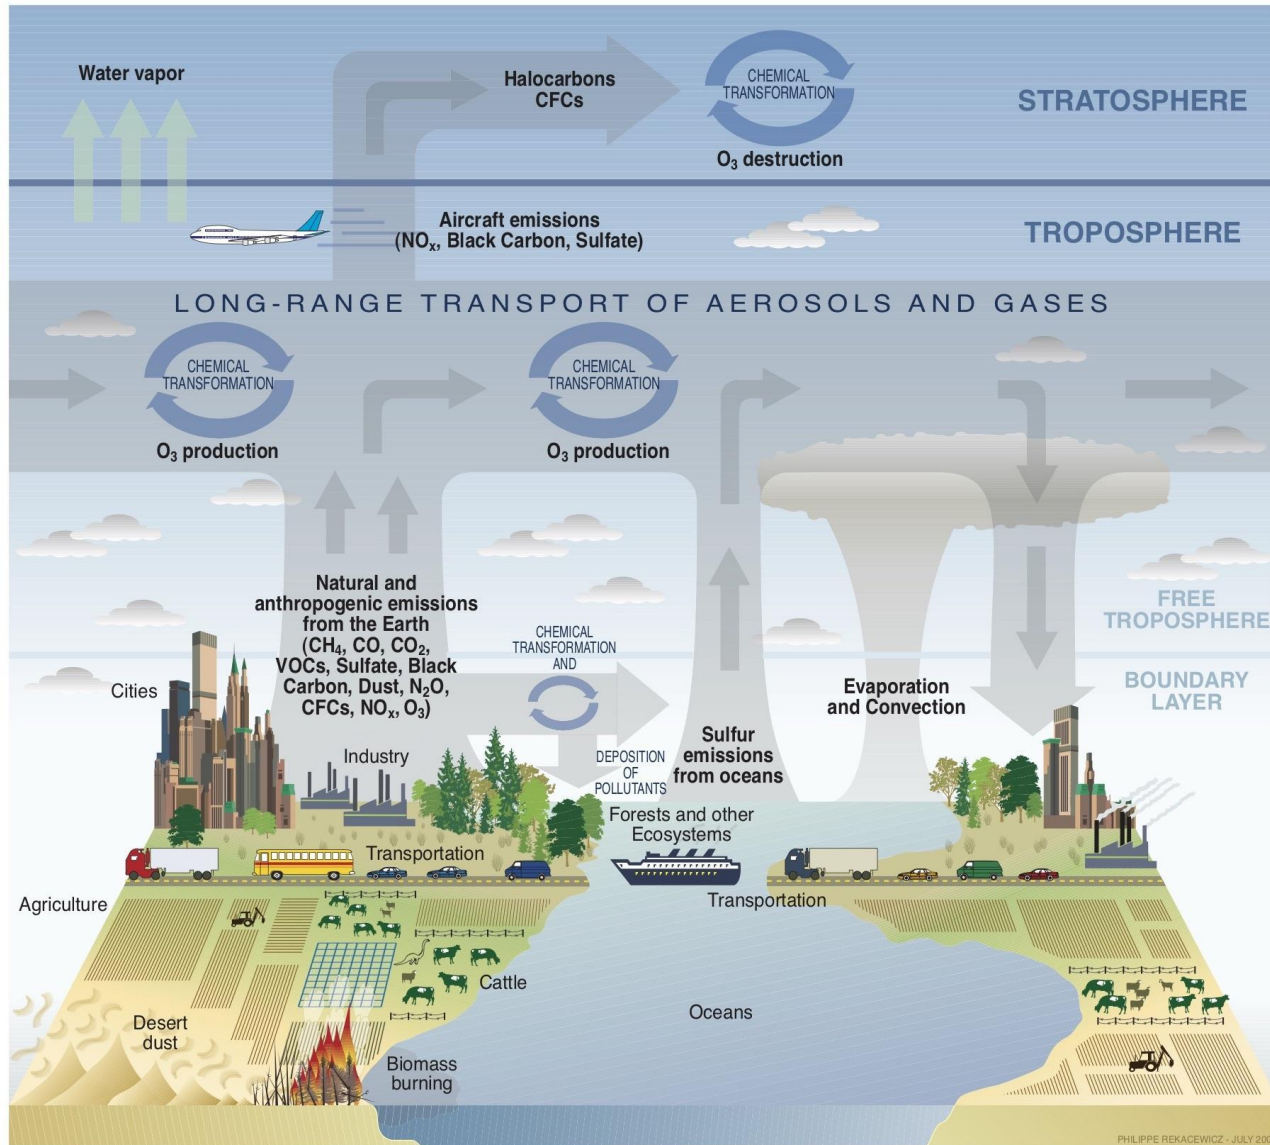 Water vapor
Halocarbons
CFCs
CHEMICAL
TRANSFORMATION
O₃ destruction
STRATOSPHERE
Aircraft emissions
(NOₓ, Black Carbon, Sulfate)
TROPOSPHERE
LONG-RANGE TRANSPORT OF AEROSOLS AND GASES
CHEMICAL
TRANSFORMATION
O₃ production
CHEMICAL
TRANSFORMATION
O₃ production
Natural and
anthropogenic emissions
from the Earth
(CH₄, CO, CO₂,
VOCs, Sulfate, Black
Carbon, Dust, N₂O,
CFCs, NOₓ, O₃)
CHEMICAL
TRANSFORMATION
AND
DEPOSITION
OF
POLLUTANTS
FREE
TROPOSPHERE
BOUNDARY
LAYER
Cities
Industry
Sulfur
emissions
from oceans
Evaporation
and Convection
Forests and other
Ecosystems
Transportation
Transportation
Agriculture
Cattle
Oceans
Desert
dust
Biomass
burning
PHILIPPE REKACEWICZ - JULY